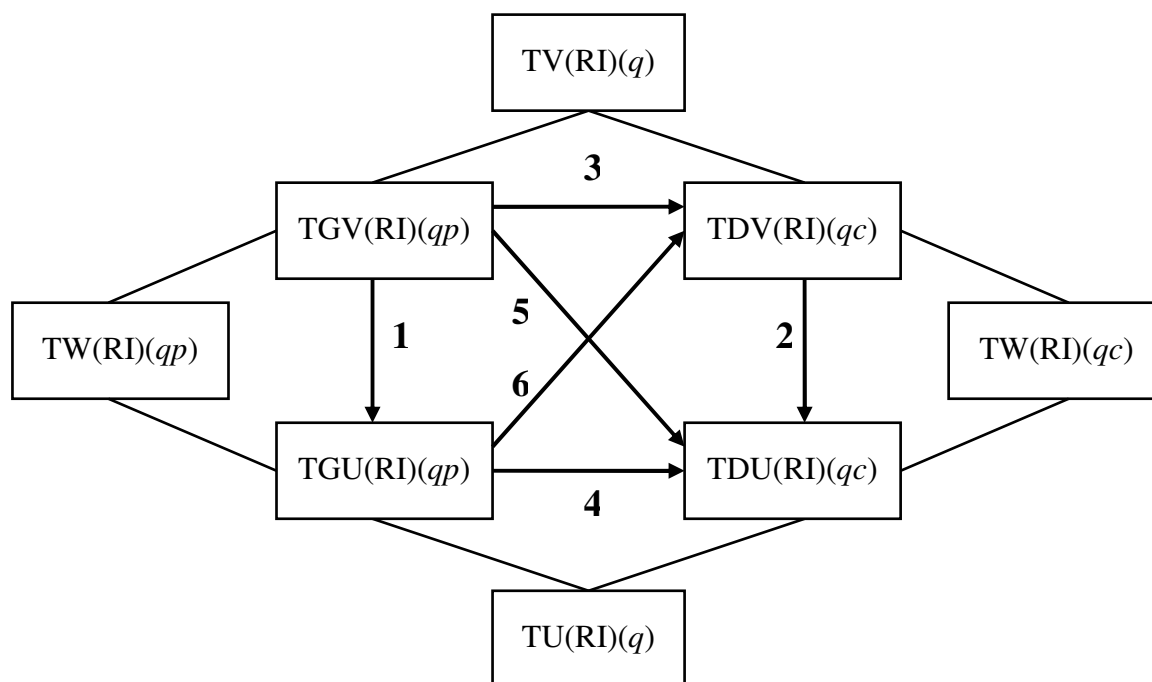 TV(RI)(q)
3
TGV(RI)(qp)
TDV(RI)(qc)
5
1
2
TW(RI)(qp)
TW(RI)(qc)
6
TGU(RI)(qp)
TDU(RI)(qc)
4
TU(RI)(q)